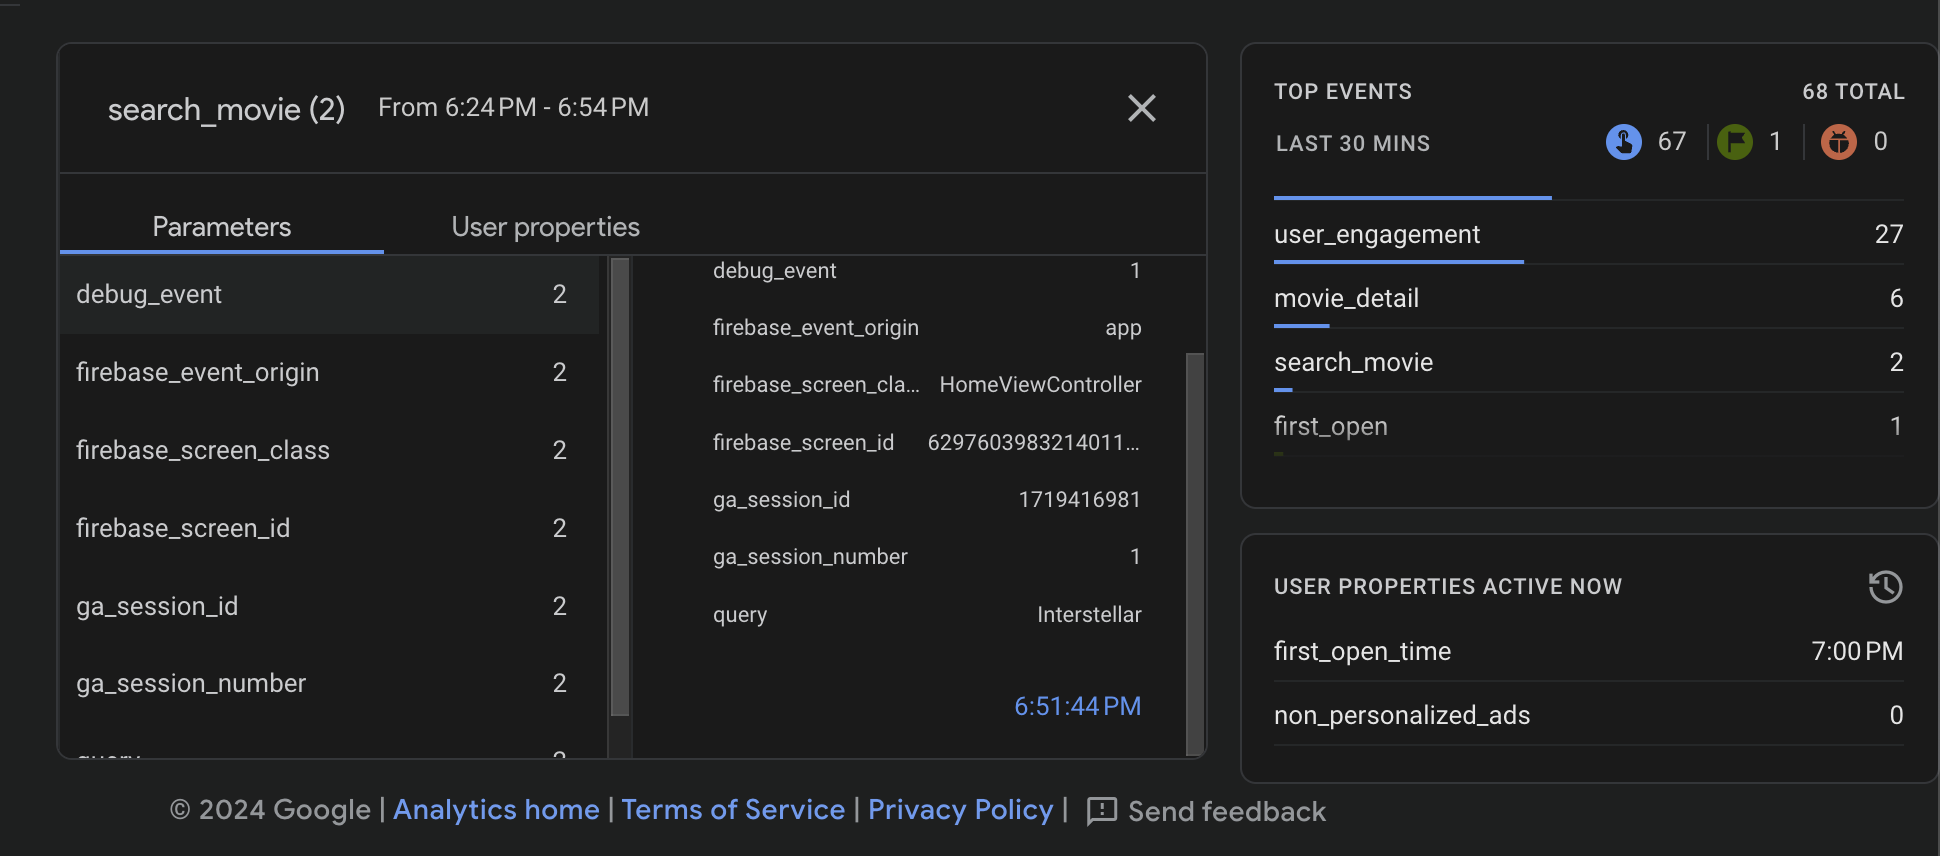 search_movie (2) From 6:24 PM - 6:54 PM
Parameters User properties
debug_event 2
firebase_event_origin 2
firebase_screen_class 2
firebase_screen_id 2
ga_session_id 2
ga_session_number 2
query 2
debug_event 1
firebase_event_origin app
firebase_screen_cla... HomeViewController
firebase_screen_id 6297603983214011...
ga_session_id 1719416981
ga_session_number 1
query Interstellar
6:51:44 PM
TOP EVENTS 68 TOTAL
LAST 30 MINS 67 1 0
user_engagement 27
movie_detail 6
search_movie 2
first_open 1
USER PROPERTIES ACTIVE NOW
first_open_time 7:00 PM
non_personalized_ads 0
© 2024 Google | Analytics home | Terms of Service | Privacy Policy | Send feedback